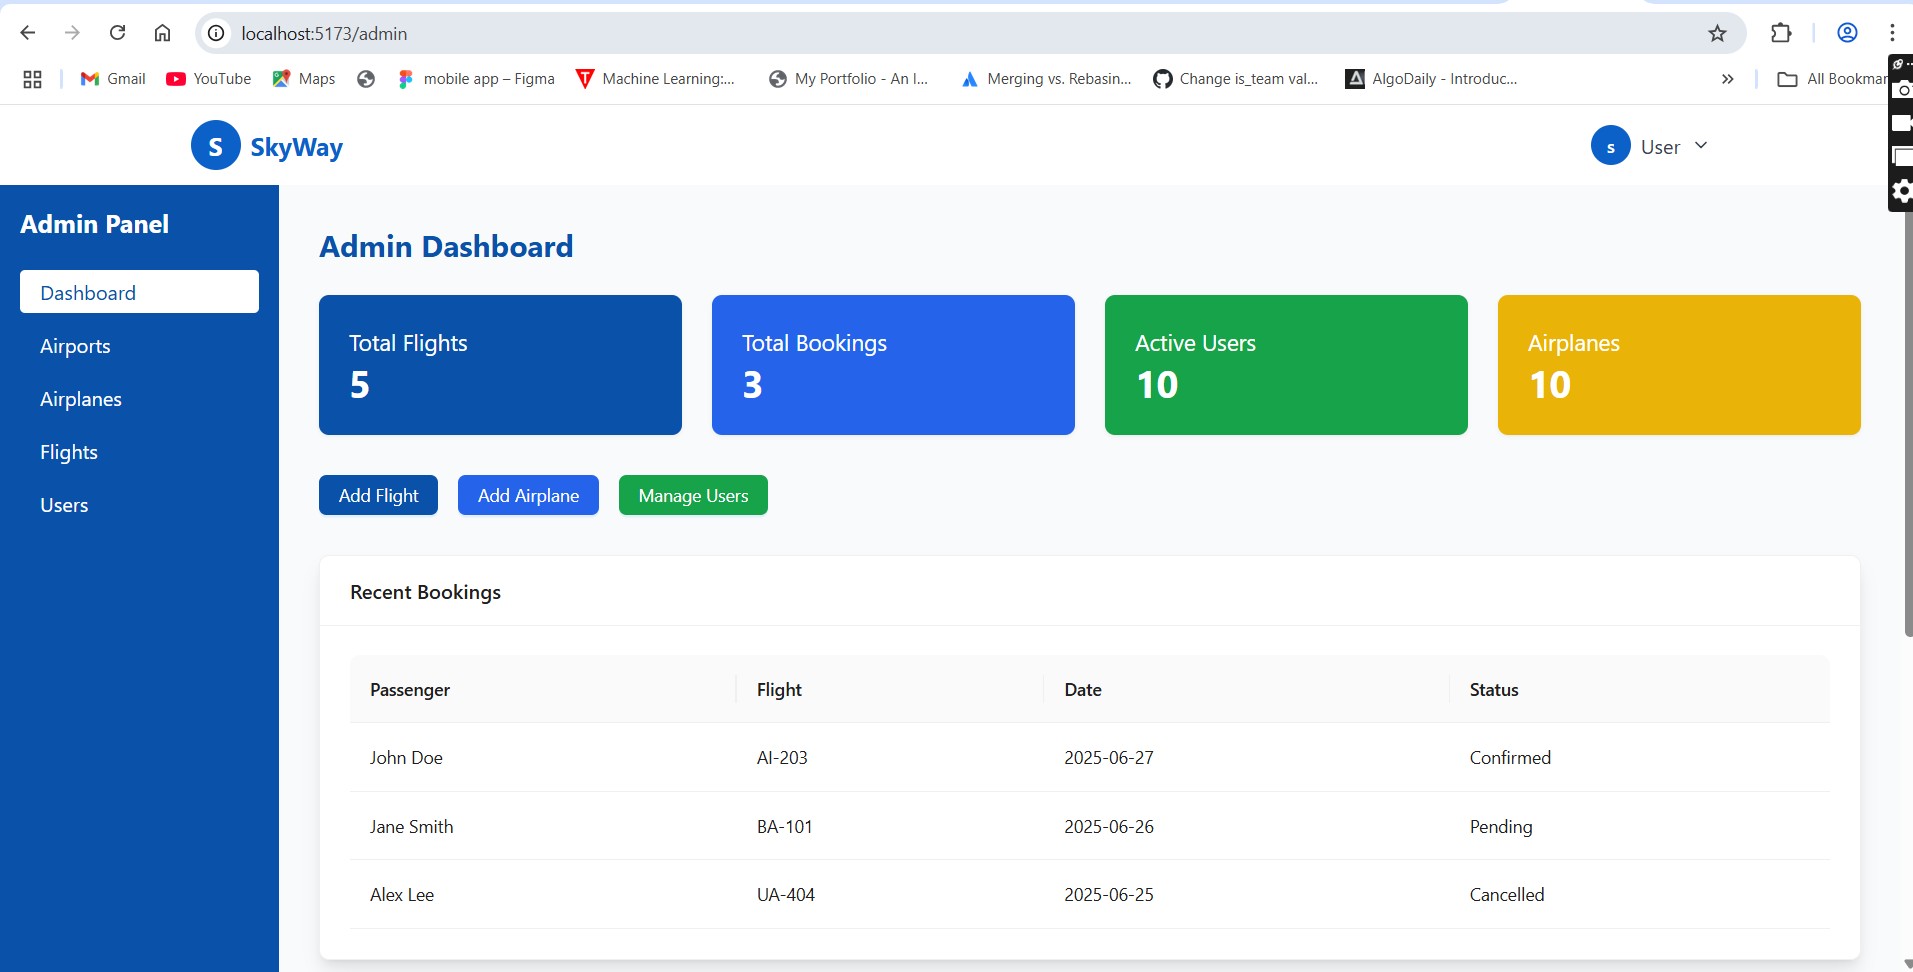 localhost:5173/admin
Gmail YouTube Maps mobile app – Figma Machine Learning:... My Portfolio - An I... Merging vs. Rebasin... Change is_team val... AlgoDaily - Introduc... » All Bookmar
S SkyWay s User
Admin Panel
Dashboard
Airports
Airplanes
Flights
Users
Admin Dashboard
Total Flights
5
Total Bookings
3
Active Users
10
Airplanes
10
Add Flight Add Airplane Manage Users
Recent Bookings
Passenger Flight Date Status
John Doe AI-203 2025-06-27 Confirmed
Jane Smith BA-101 2025-06-26 Pending
Alex Lee UA-404 2025-06-25 Cancelled